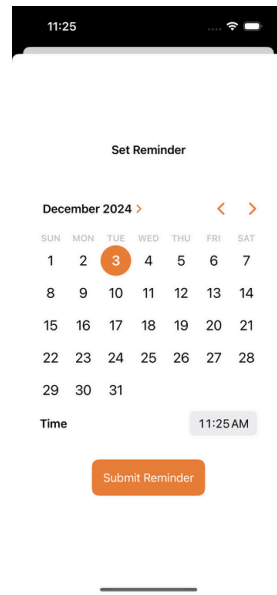 11:25
Set Reminder
December 2024 >
SUN MON TUE WED THU FRI SAT
1 2 3 4 5 6 7
8 9 10 11 12 13 14
15 16 17 18 19 20 21
22 23 24 25 26 27 28
29 30 31
Time 11:25 AM
Submit Reminder